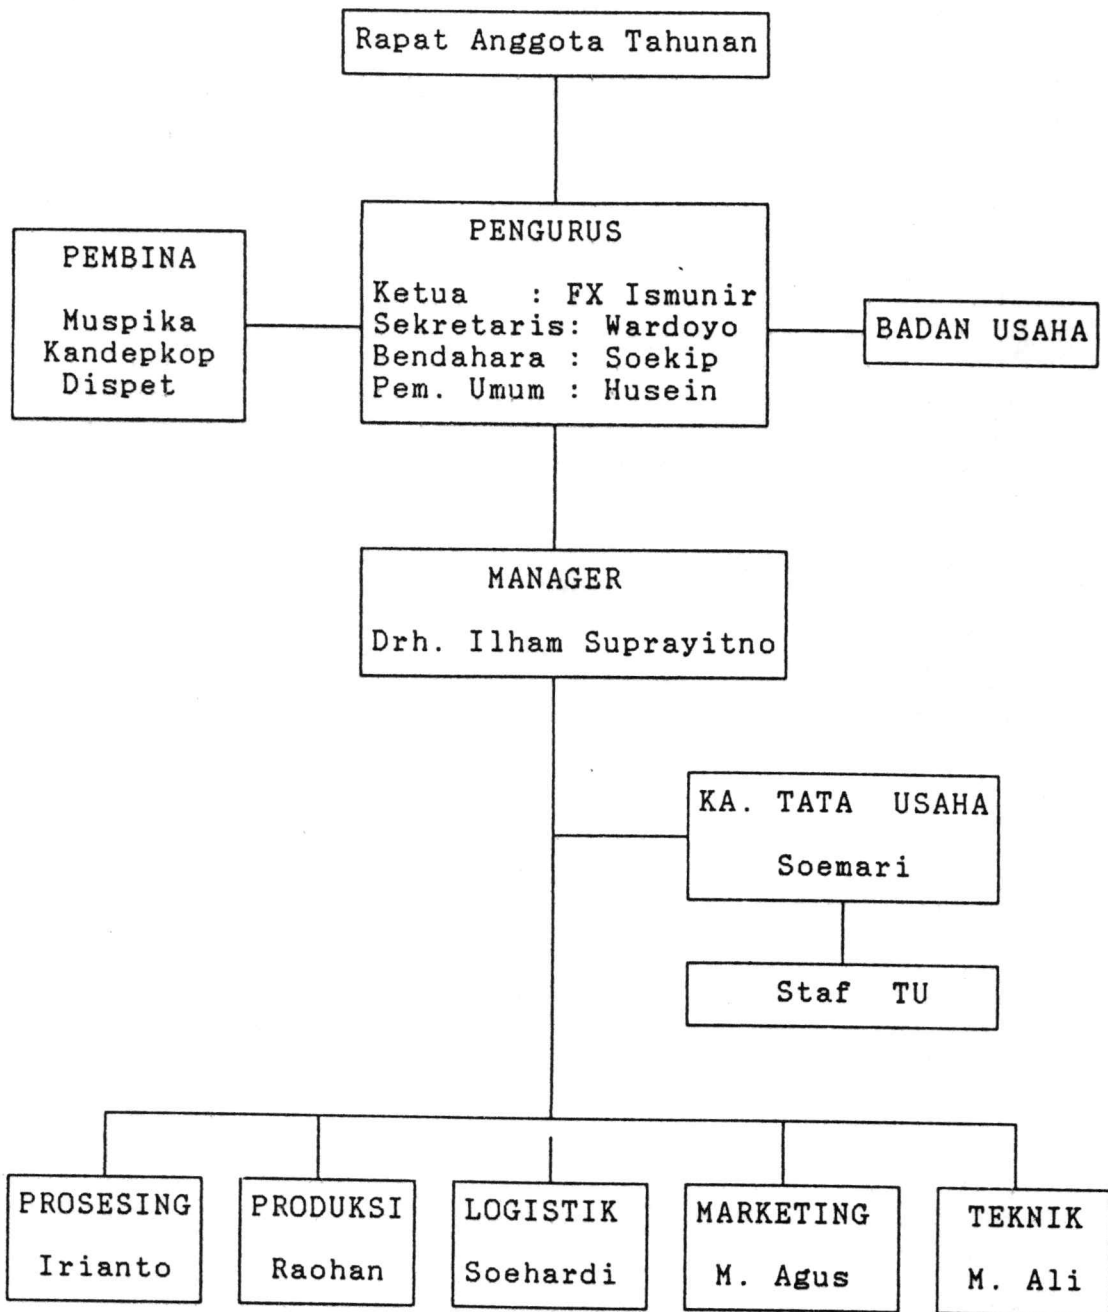 Rapat Anggota Tahunan
PENGURUS
Ketua : FX Ismunir
Sekretaris: Wardoyo
Bendahara : Soekip
Pem. Umum : Husein
PEMBINA
Muspika
Kandepkop
Dispet
BADAN USAHA
MANAGER
Drh. Ilham Suprayitno
KA. TATA USAHA
Soemari
Staf TU
PROSESING
Irianto
PRODUKSI
Raohan
LOGISTIK
Soehardi
MARKETING
M. Agus
TEKNIK
M. Ali